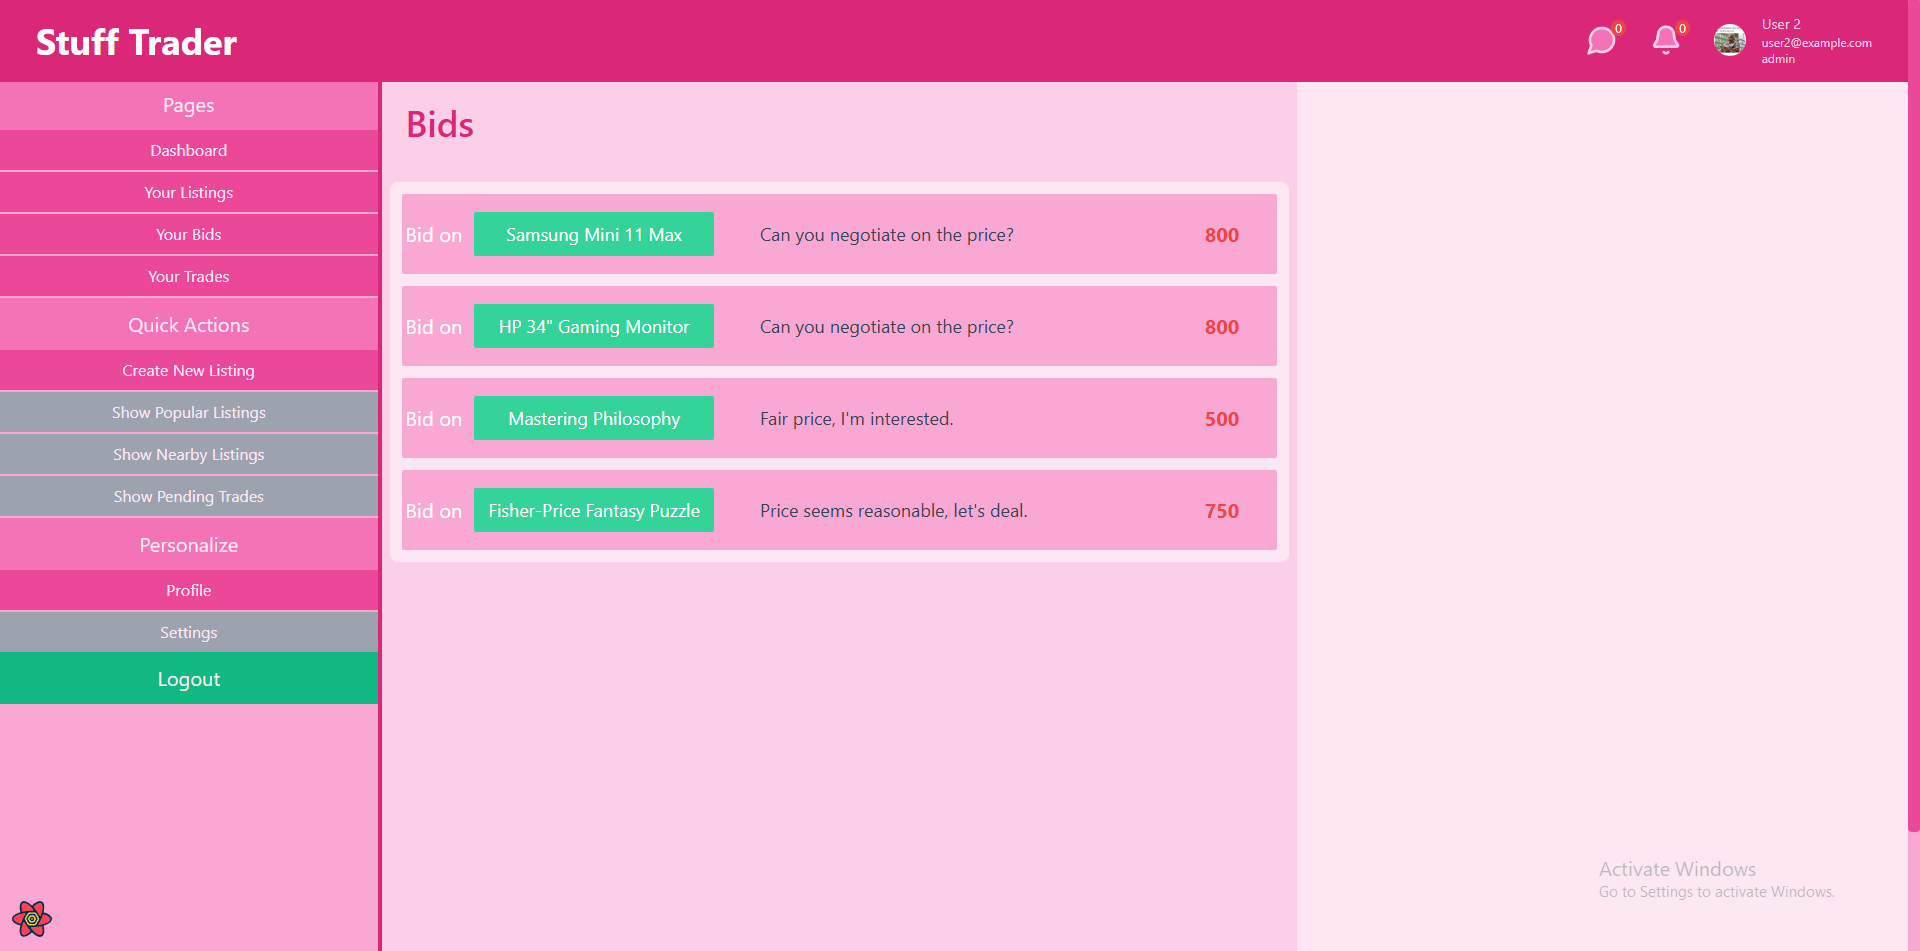 Stuff Trader
0
0
User 2
user2@example.com
admin
Pages
Dashboard
Your Listings
Your Bids
Your Trades
Quick Actions
Create New Listing
Show Popular Listings
Show Nearby Listings
Show Pending Trades
Personalize
Profile
Settings
Logout
Bids
Bid on Samsung Mini 11 Max Can you negotiate on the price? 800
Bid on HP 34" Gaming Monitor Can you negotiate on the price? 800
Bid on Mastering Philosophy Fair price, I'm interested. 500
Bid on Fisher-Price Fantasy Puzzle Price seems reasonable, let's deal. 750
Activate Windows
Go to Settings to activate Windows.